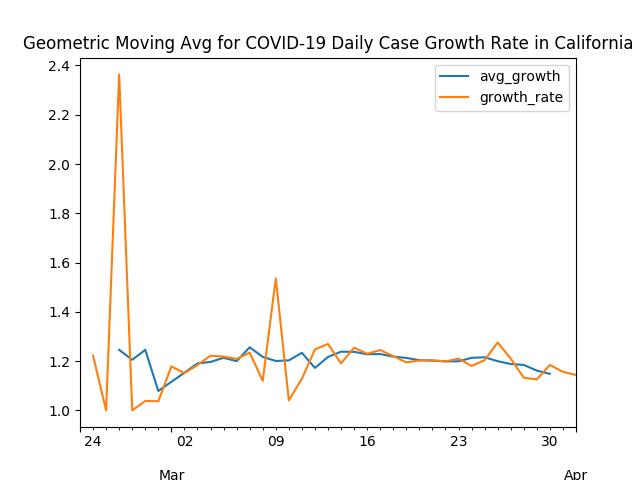 Geometric Moving Avg for COVID-19 Daily Case Growth Rate in California
avg_growth
growth_rate
2.4
2.2
2.0
1.8
1.6
1.4
1.2
1.0
24 02 09 16 23 30
Mar Apr